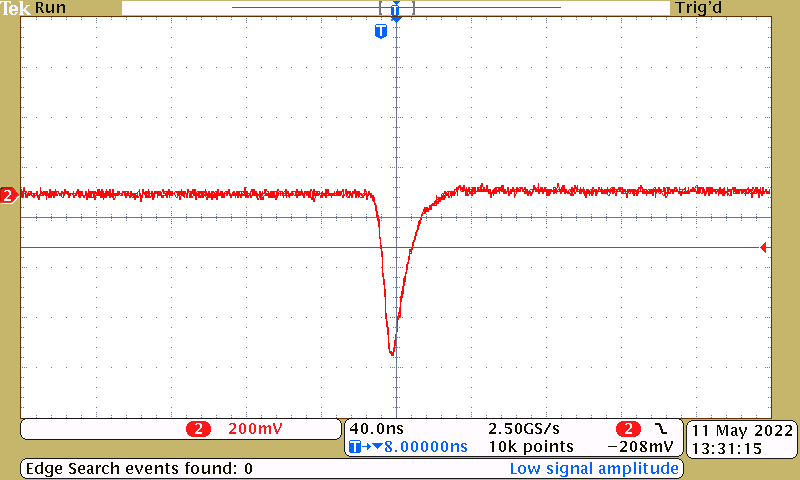 Tek Run Trig'd
T
T
2
2 200mV 40.0ns 2.50GS/s 2 11 May 2022
T→▼8.00000ns 10k points −208mV 13:31:15
Edge Search events found: 0 Low signal amplitude